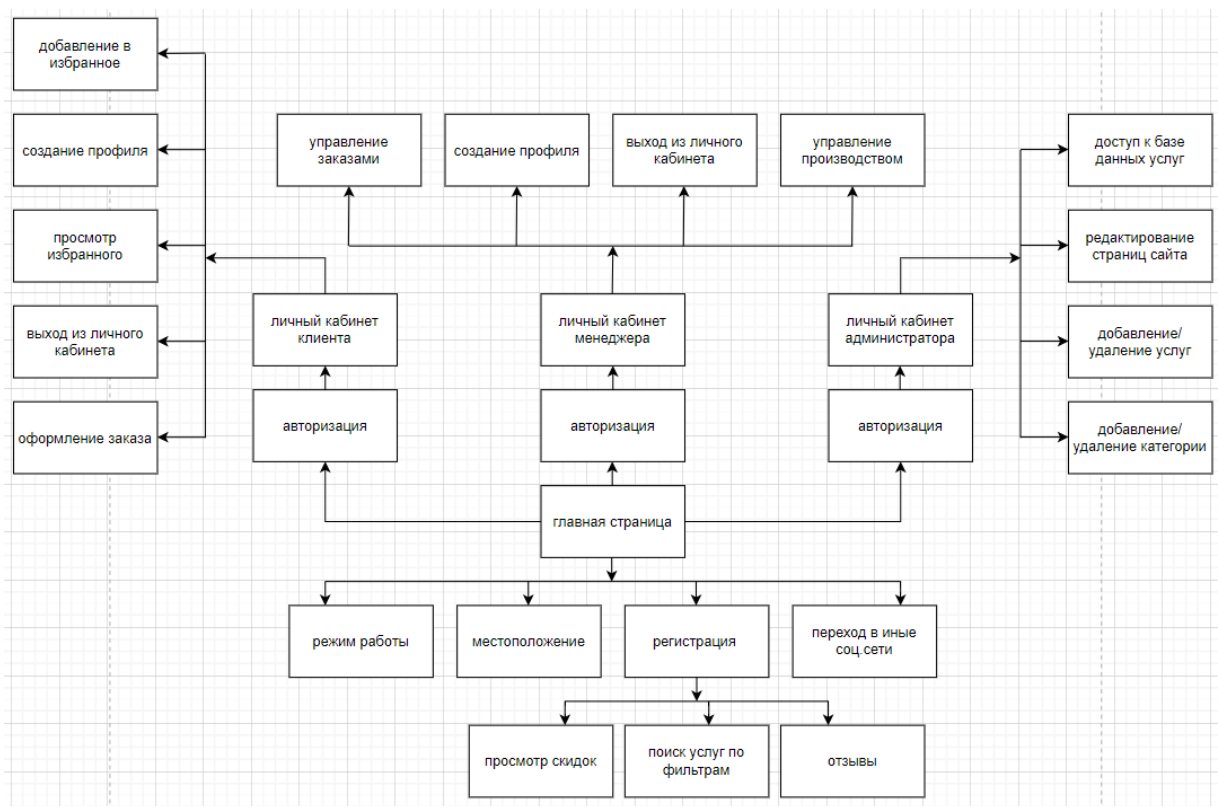 добавление в
избранное
создание профиля
просмотр
избранного
выход из личного
кабинета
оформление заказа
управление
заказами
создание профиля
выход из личного
кабинета
управление
производством
доступ к базе
данных услуг
редактирование
страниц сайта
добавление/
удаление услуг
добавление/
удаление категории
личный кабинет
клиента
личный кабинет
менеджера
личный кабинет
администратора
авторизация
авторизация
авторизация
главная страница
режим работы
местоположение
регистрация
переход в иные
соц.сети
просмотр скидок
поиск услуг по
фильтрам
отзывы